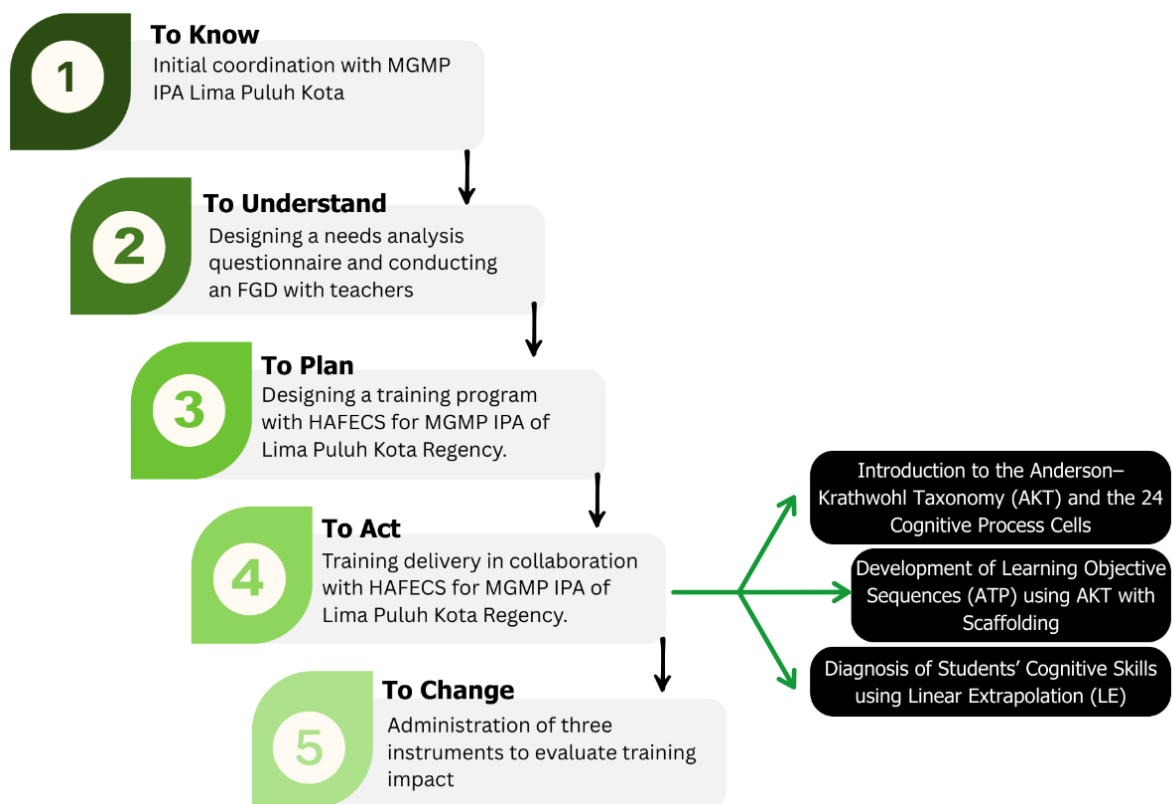 1
To Know
Initial coordination with MGMP
IPA Lima Puluh Kota
2
To Understand
Designing a needs analysis
questionnaire and conducting
an FGD with teachers
3
To Plan
Designing a training program
with HAFECS for MGMP IPA of
Lima Puluh Kota Regency.
4
To Act
Training delivery in collaboration
with HAFECS for MGMP IPA of
Lima Puluh Kota Regency.
Introduction to the Anderson–
Krathwohl Taxonomy (AKT) and the 24
Cognitive Process Cells
Development of Learning Objective
Sequences (ATP) using AKT with
Scaffolding
Diagnosis of Students’ Cognitive Skills
using Linear Extrapolation (LE)
5
To Change
Administration of three
instruments to evaluate training
impact